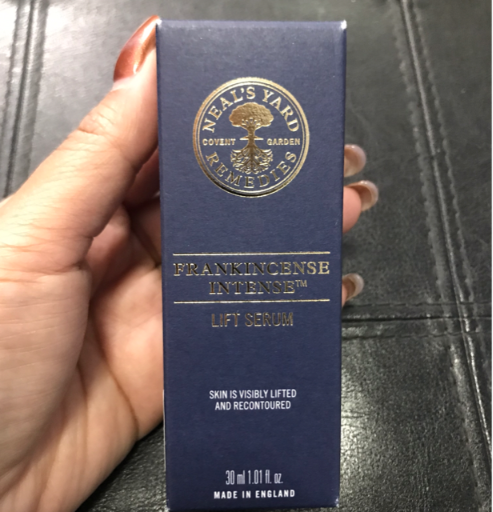 NEAL'S YARD
COVENT GARDEN
REMEDIES
FRANKINCENSE
INTENSE™
LIFT SERUM
SKIN IS VISIBLY LIFTED
AND RECONTOURED
30 ml 1.01 fl. oz.
MADE IN ENGLAND